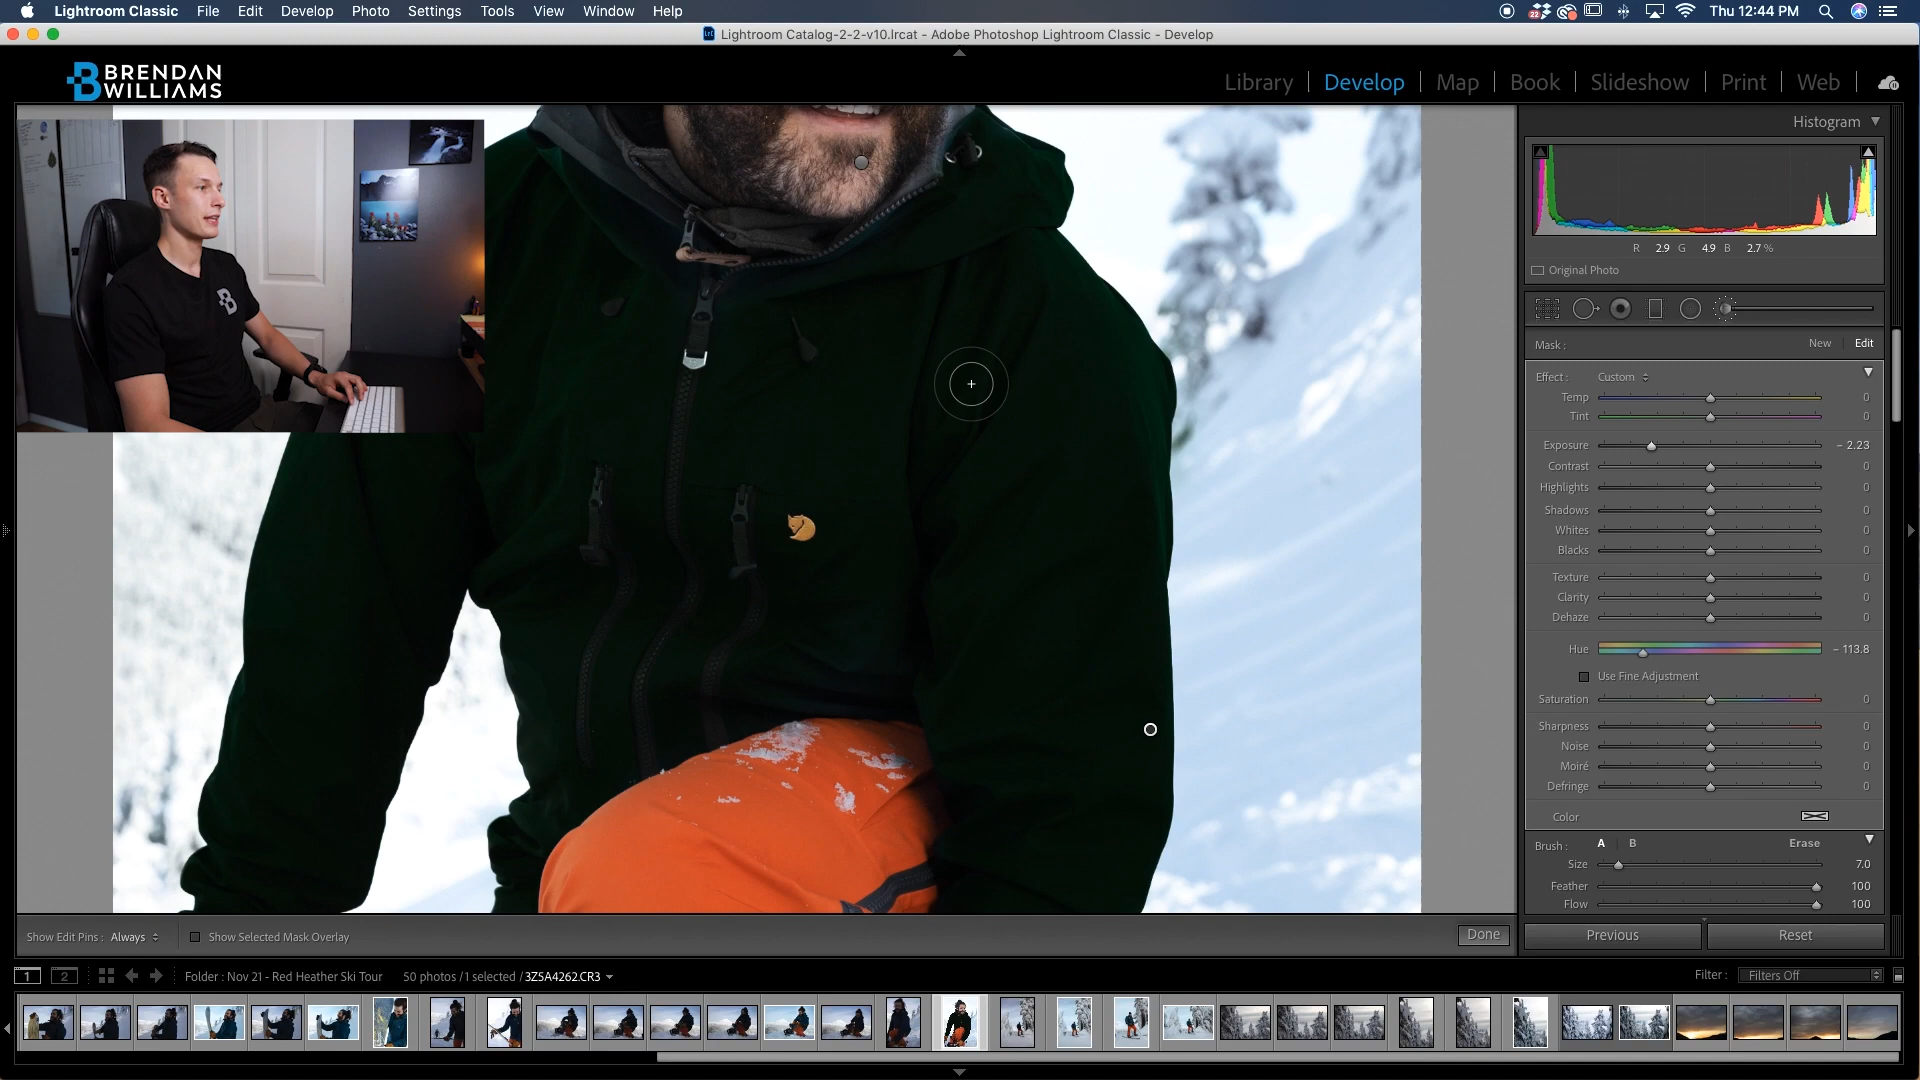 Lightroom Classic File Edit Develop Photo Settings Tools View Window Help
22
Thu 12:44 PM
Lightroom Catalog-2-2-v10.lrcat - Adobe Photoshop Lightroom Classic - Develop
BRENDAN
WILLIAMS
Library | Develop | Map | Book | Slideshow | Print | Web |
Histogram
R 2.9 G 4.9 B 2.7 %
Original Photo
Mask : New | Edit
Effect : Custom
Temp 0
Tint 0
Exposure - 2.23
Contrast 0
Highlights 0
Shadows 0
Whites 0
Blacks 0
Texture 0
Clarity 0
Dehaze 0
Hue - 113.8
Use Fine Adjustment
Saturation 0
Sharpness 0
Noise 0
Moiré 0
Defringe 0
Color
Brush : A | B Erase
Size 7.0
Feather 100
Flow 100
Show Edit Pins : Always
Show Selected Mask Overlay
Done
Previous
Reset
1 2
Folder : Nov 21 - Red Heather Ski Tour
50 photos / 1 selected / 3Z5A4262.CR3
Filter : Filters Off